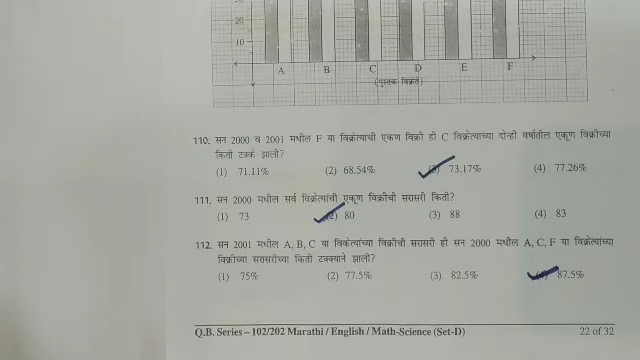 20
10
A B C D E F
(पुस्तक विक्रेते)
110. सन 2000 व 2001 मधील F या विक्रेत्याची एकण विक्री ही C विक्रेत्याच्या दोन्ही वर्षातील एकूण विक्रीच्या
किती टक्के झाली?
(1) 71.11% (2) 68.54% (3) 73.17% (4) 77.26%
111. सन 2000 मधील सर्व विक्रेत्यांची एकूण विक्रीची सरासरी किती?
(1) 73 (2) 80 (3) 88 (4) 83
112. सन 2001 मधील A, B, C या विक्रेत्यांच्या विक्रीची सरासरी ही सन 2000 मधील A, C, F या विक्रेत्यांच्या
विक्रीच्या सरासरीच्या किती टक्क्याने झाली?
(1) 75% (2) 77.5% (3) 82.5% 87.5%
Q.B. Series – 102/202 Marathi / English / Math-Science (Set-D) 22 of 32